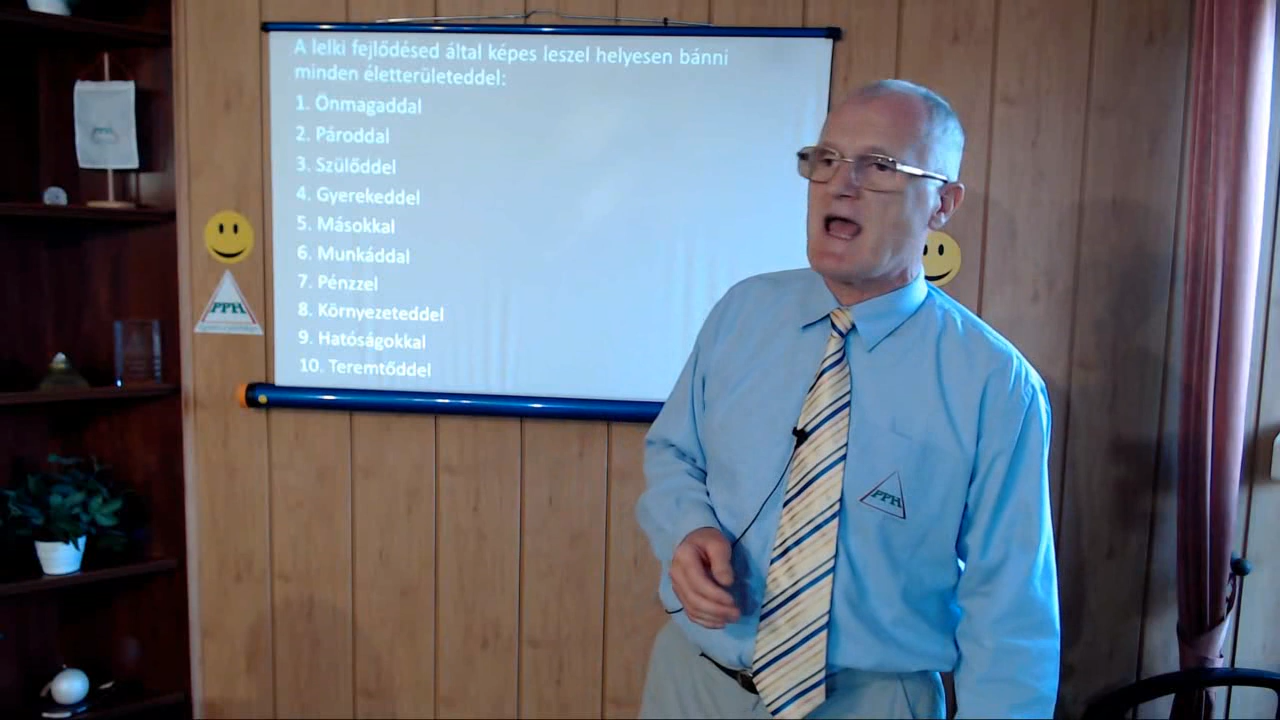 A lelki fejlődésed által képes leszel helyesen bánni
minden életterületeddel:
1. Önmagaddal
2. Pároddal
3. Szülőddel
4. Gyerekeddel
5. Másokkal
6. Munkáddal
7. Pénzzel
8. Környezeteddel
9. Hatóságokkal
10. Teremtőddel
PPH
PPH